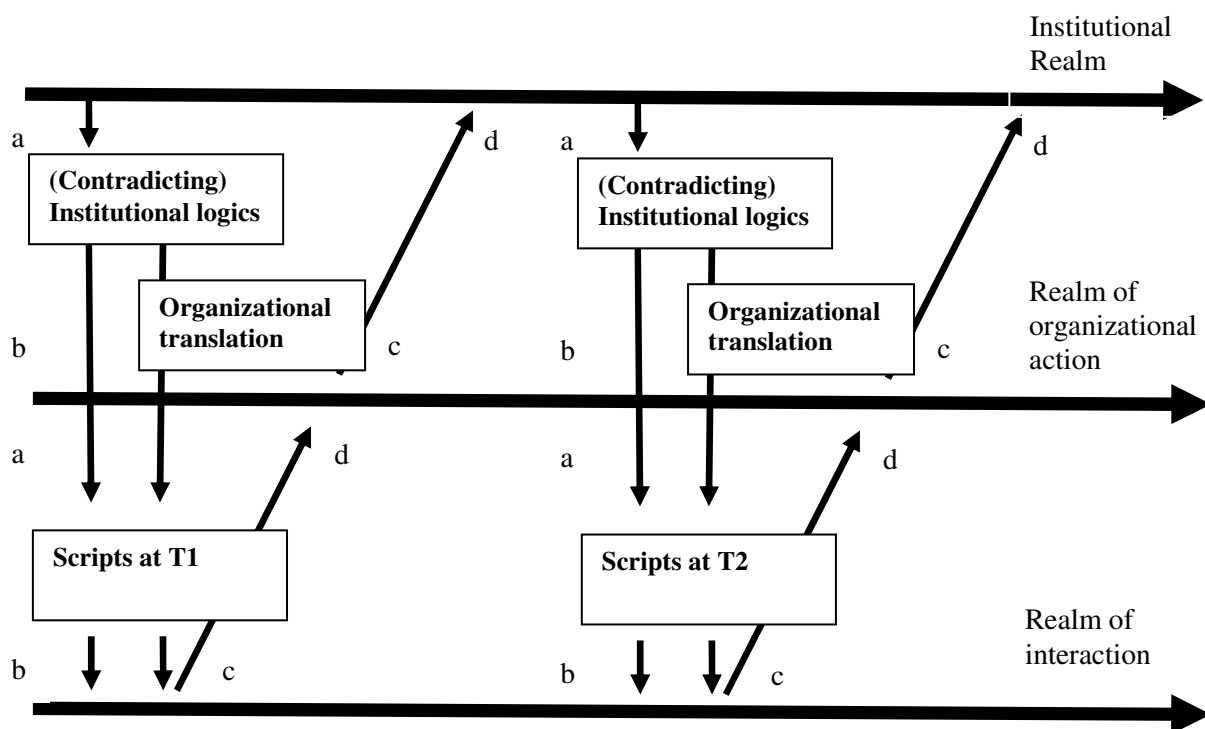 Institutional
Realm
a
d
a
d
(Contradicting)
Institutional logics
(Contradicting)
Institutional logics
Organizational
translation
Organizational
translation
Realm of
organizational
action
b
c
b
c
a
d
a
d
Scripts at T1
Scripts at T2
Realm of
interaction
b
c
b
c